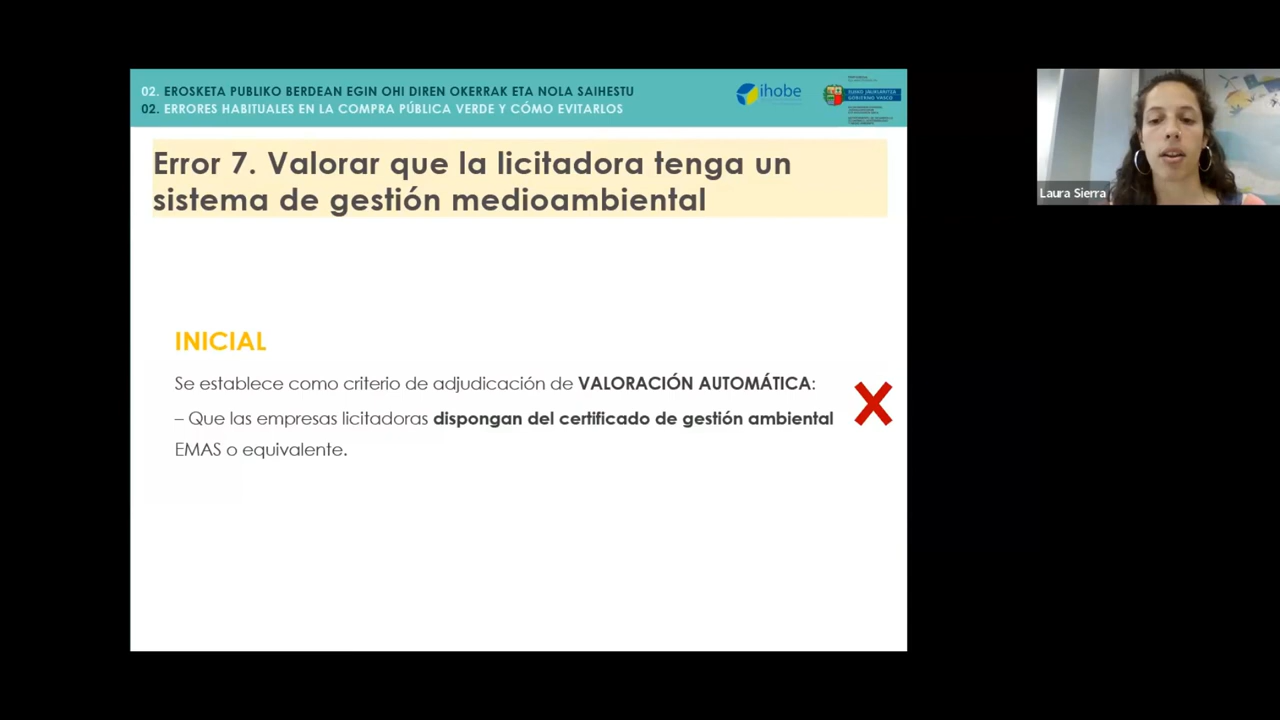 02. EROSKETA PUBLIKO BERDEAN EGIN OHI DIREN OKERRAK ETA NOLA SAIHESTU
02. ERRORES HABITUALES EN LA COMPRA PÚBLICA VERDE Y CÓMO EVITARLOS
ihobe
EUSKO JAURLARITZA
GOBIERNO VASCO
Error 7. Valorar que la licitadora tenga un
sistema de gestión medioambiental
Laura Sierra
INICIAL
Se establece como criterio de adjudicación de VALORACIÓN AUTOMÁTICA:
– Que las empresas licitadoras dispongan del certificado de gestión ambiental
EMAS o equivalente.